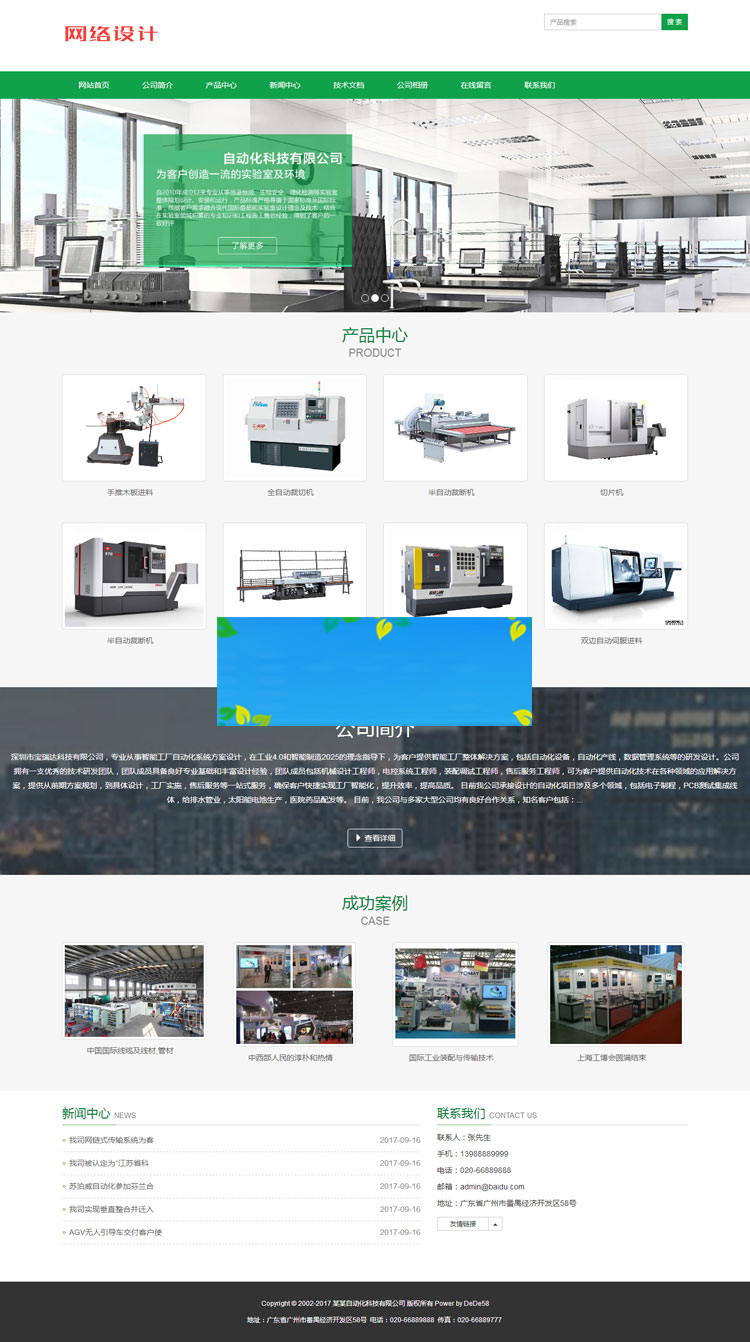 网络设计
产品搜索
搜 索
网站首页 公司简介 产品中心 新闻中心 技术文档 公司相册 在线留言 联系我们
自动化科技有限公司
为客户创造一流的实验室及环境
了解更多
产品中心
PRODUCT
手推木板进料
全自动裁切机
半自动裁断机
切片机
半自动裁断机
双边自动伺服进料
公司简介
深圳市宝瑞达科技有限公司，专业从事智能工厂自动化系统方案设计，在工业4.0和智能制造2025的理念指导下，为客户提供智能工厂整体解决方案，包括自动化设备，自动化产线，数据管理系统等的研发设计。公司
拥有一支优秀的技术研发团队，团队成员具备良好专业基础和丰富设计经验，团队成员包括机械设计工程师，电控系统工程师，装配调试工程师，售后服务工程师，可为客户提供自动化技术在各种领域的应用解决方
案，提供从前期方案规划，到具体设计，工厂实施，售后服务等一站式服务，确保客户快捷实现工厂智能化，提升效率，提高品质。 目前我公司承接设计的自动化项目涉及多个领域，包括电子制程，PCB测试集成线
体，给排水管业，太阳能电池生产，医院药品配发等。 目前，我公司与多家大型公司均有良好合作关系，知名客户包括：...
查看详细
成功案例
CASE
中国国际线缆及线材,管材
中西部人民的淳朴和热情
国际工业装配与传输技术
上海工博会圆满结束
新闻中心 NEWS
» 我司网链式传输系统为客 2017-09-16
» 我司被认定为“江苏省科 2017-09-16
» 苏泊威自动化参加芬兰合 2017-09-16
» 我司实现垂直整合并迁入 2017-09-16
» AGV无人引导车交付客户使 2017-09-16
联系我们 CONTACT US
联系人：张先生
手机：13988889999
电话：020-66889888
邮箱：admin@baidu.com
地址：广东省广州市番禺经济开发区58号
友情链接
Copyright © 2002-2017 某某自动化科技有限公司 版权所有 Power by DeDe58
地址：广东省广州市番禺经济开发区58号 电话：020-66889888 传真：020-66889777